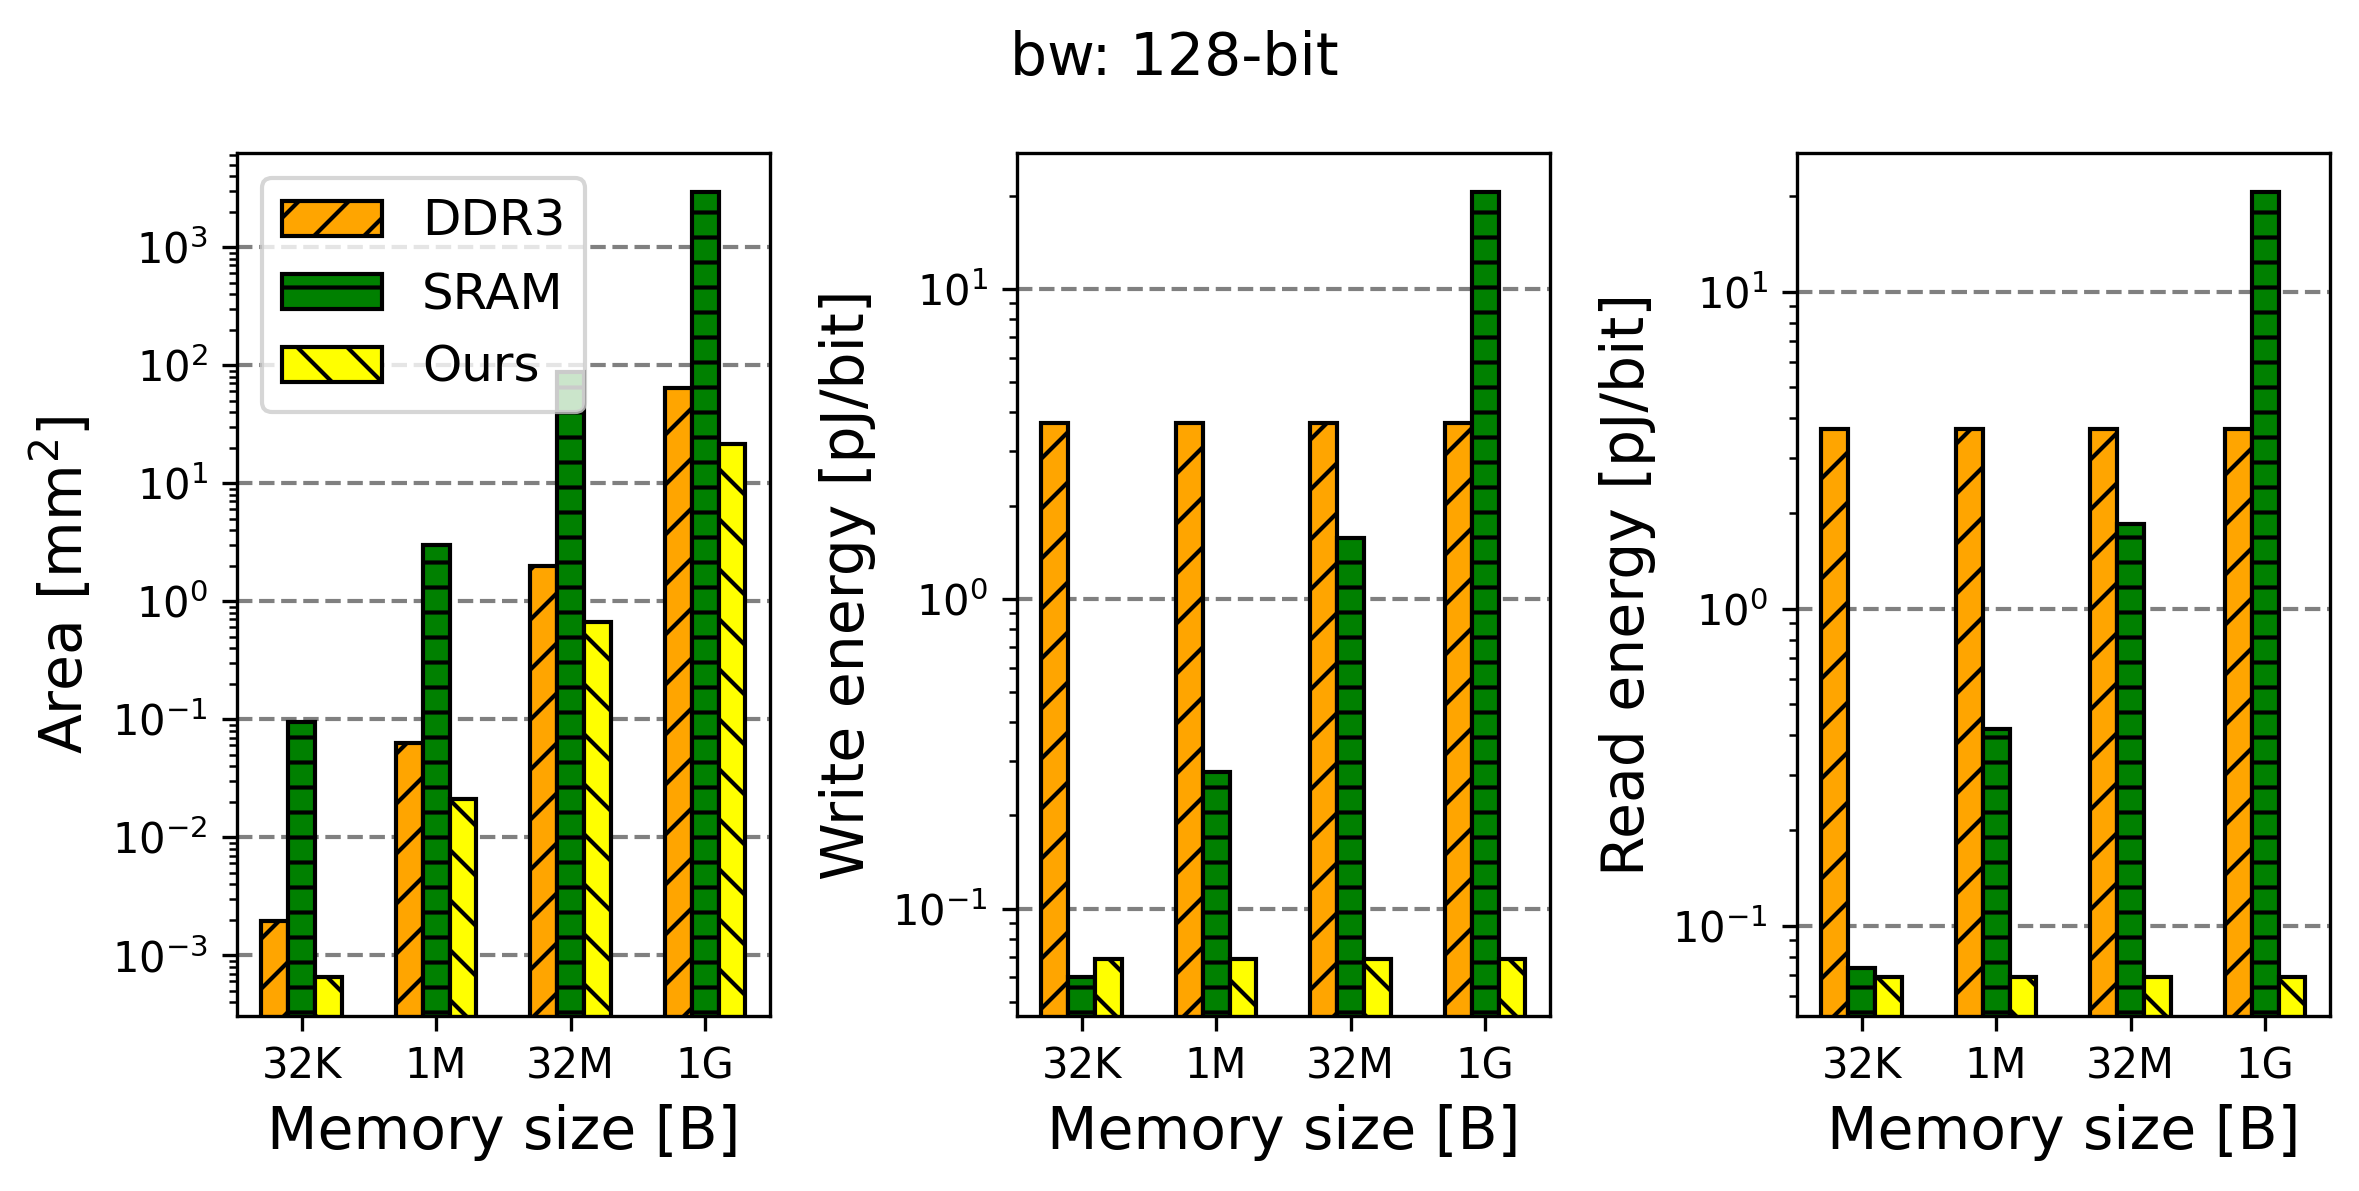 bw: 128-bit
Area [mm²]
10³
10²
10¹
10⁰
10⁻¹
10⁻²
10⁻³
DDR3
SRAM
Ours
32K 1M 32M 1G
Memory size [B]
Write energy [pJ/bit]
10¹
10⁰
10⁻¹
32K 1M 32M 1G
Memory size [B]
Read energy [pJ/bit]
10¹
10⁰
10⁻¹
32K 1M 32M 1G
Memory size [B]